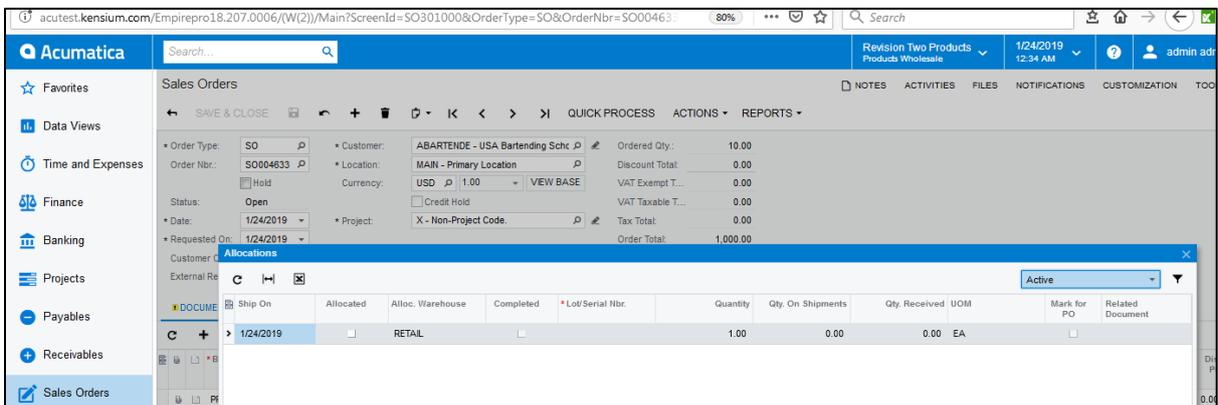 acutest.kensium.com/Empirepro18.207.0006/(W(2))/Main?ScreenId=SO301000&OrderType=SO&OrderNbr=SO00463
80%
Search
Acumatica
Search...
Revision Two Products
Products Wholesale
1/24/2019
12:34 AM
?
admin adr
Favorites
Data Views
Time and Expenses
Finance
Banking
Projects
Payables
Receivables
Sales Orders
Sales Orders
NOTES ACTIVITIES FILES NOTIFICATIONS CUSTOMIZATION TOO
SAVE & CLOSE QUICK PROCESS ACTIONS REPORTS
* Order Type: SO * Customer: ABARTENDE - USA Bartending Schc Ordered Qty.: 10.00
Order Nbr.: SO004633 * Location: MAIN - Primary Location Discount Total: 0.00
Hold Currency: USD 1.00 VIEW BASE VAT Exempt T... 0.00
Status: Open Credit Hold VAT Taxable T... 0.00
* Date: 1/24/2019 * Project: X - Non-Project Code. Tax Total: 0.00
* Requested On: 1/24/2019 Order Total: 1,000.00
Customer O
External Re
DOCUME
Allocations
Active
Ship On Allocated Alloc. Warehouse Completed * Lot/Serial Nbr. Quantity Qty. On Shipments Qty. Received UOM Mark for PO Related Document
1/24/2019 RETAIL 1.00 0.00 0.00 EA
* B
PR
Dis
P
0.00